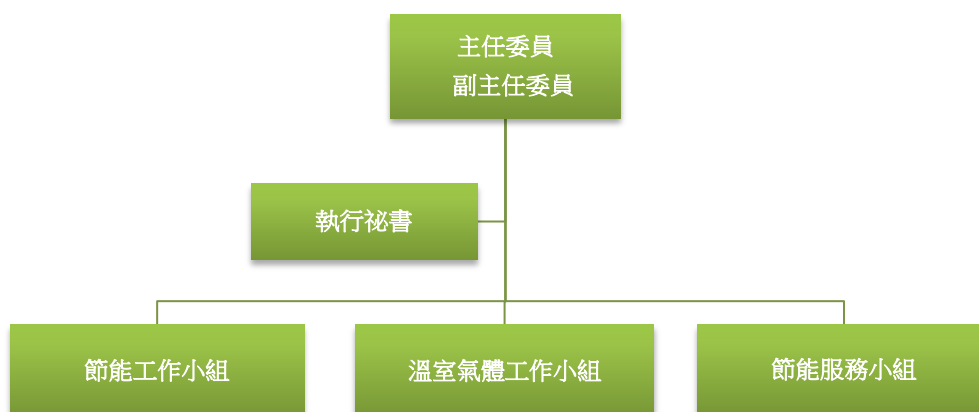 主任委員
副主任委員
執行祕書
節能工作小組
溫室氣體工作小組
節能服務小組